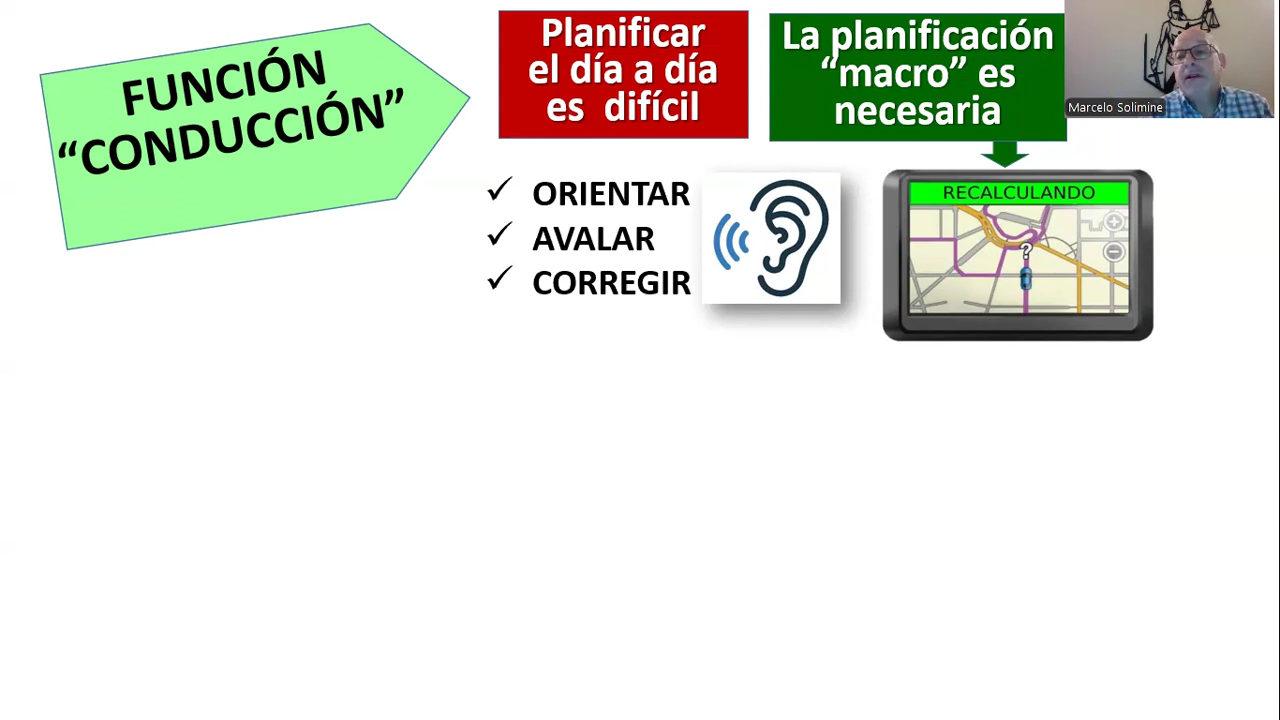 FUNCIÓN
“CONDUCCIÓN”
Planificar
el día a día
es difícil
La planificación
“macro” es
necesaria
Marcelo Solimine
✓ ORIENTAR
✓ AVALAR
✓ CORREGIR
RECALCULANDO
?